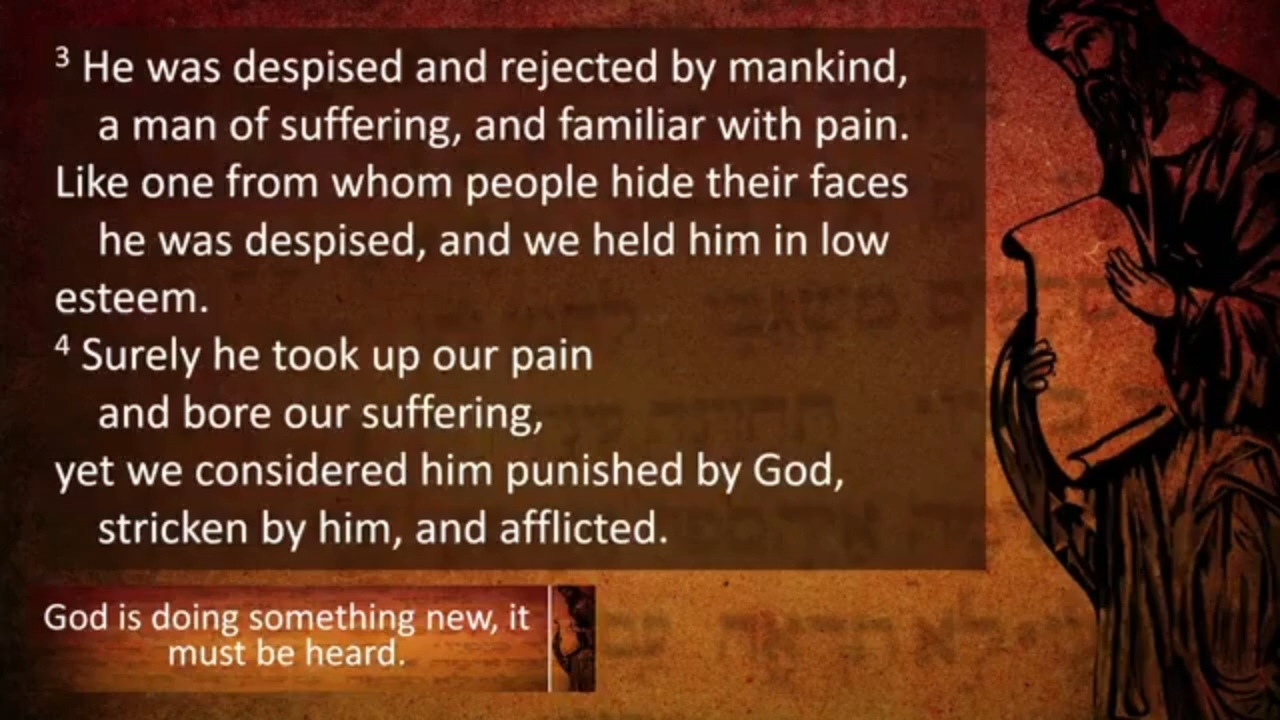 3 He was despised and rejected by mankind,
a man of suffering, and familiar with pain.
Like one from whom people hide their faces
he was despised, and we held him in low
esteem.
4 Surely he took up our pain
and bore our suffering,
yet we considered him punished by God,
stricken by him, and afflicted.
God is doing something new, it
must be heard.